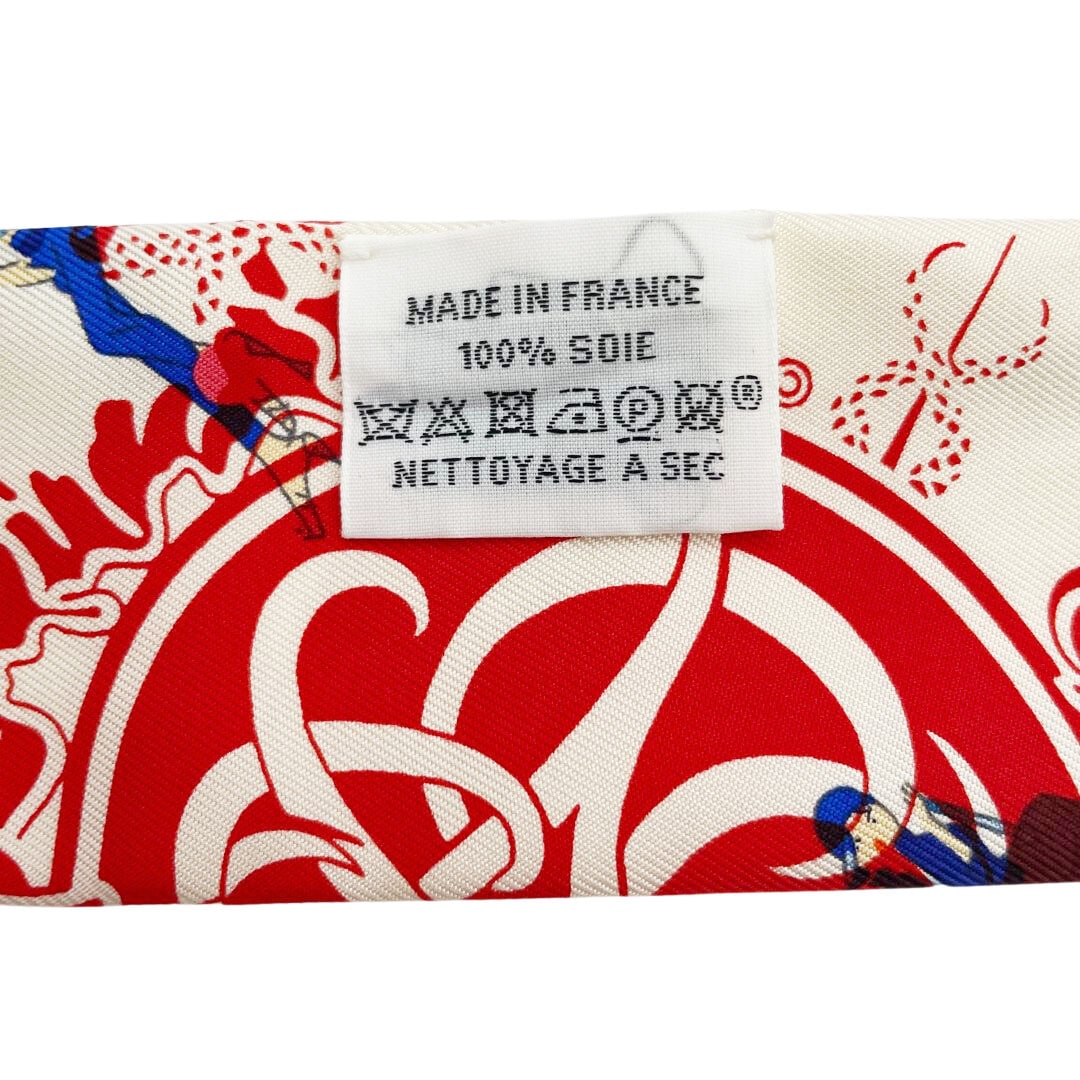 MADE IN FRANCE
100% SOIE
P W ®
NETTOYAGE A SEC